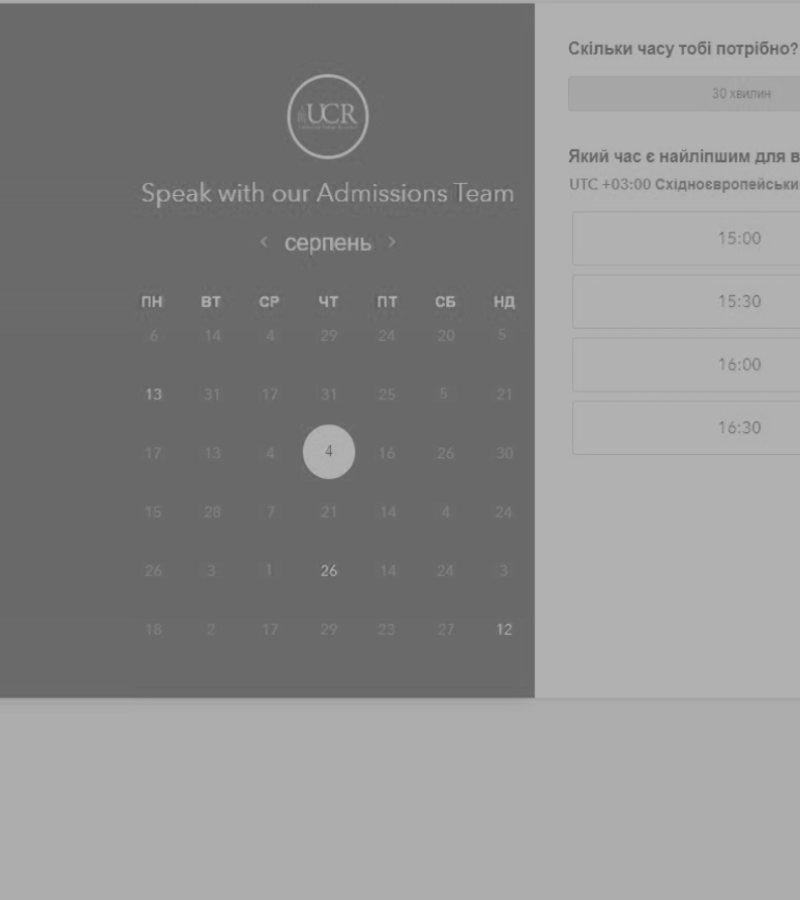 UCR
Speak with our Admissions Team
‹ серпень ›
ПН ВТ СР ЧТ ПТ СБ НД
6 14 4 29 24 20 5
13 31 17 31 25 5 21
17 13 4 4 16 26 30
15 28 7 21 14 4 24
26 3 1 26 14 24 3
18 2 17 29 23 27 12
Скільки часу тобі потрібно?
30 хвилин
Який час є найліпшим для в
UTC +03:00 Східноєвропейськи
15:00
15:30
16:00
16:30